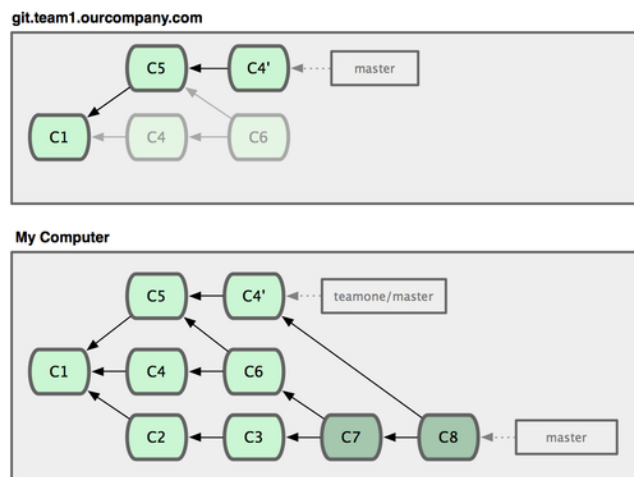 git.team1.ourcompany.com
C5 C4' master
C1 C4 C6
My Computer
C5 C4' teamone/master
C1 C4 C6
C2 C3 C7 C8 master